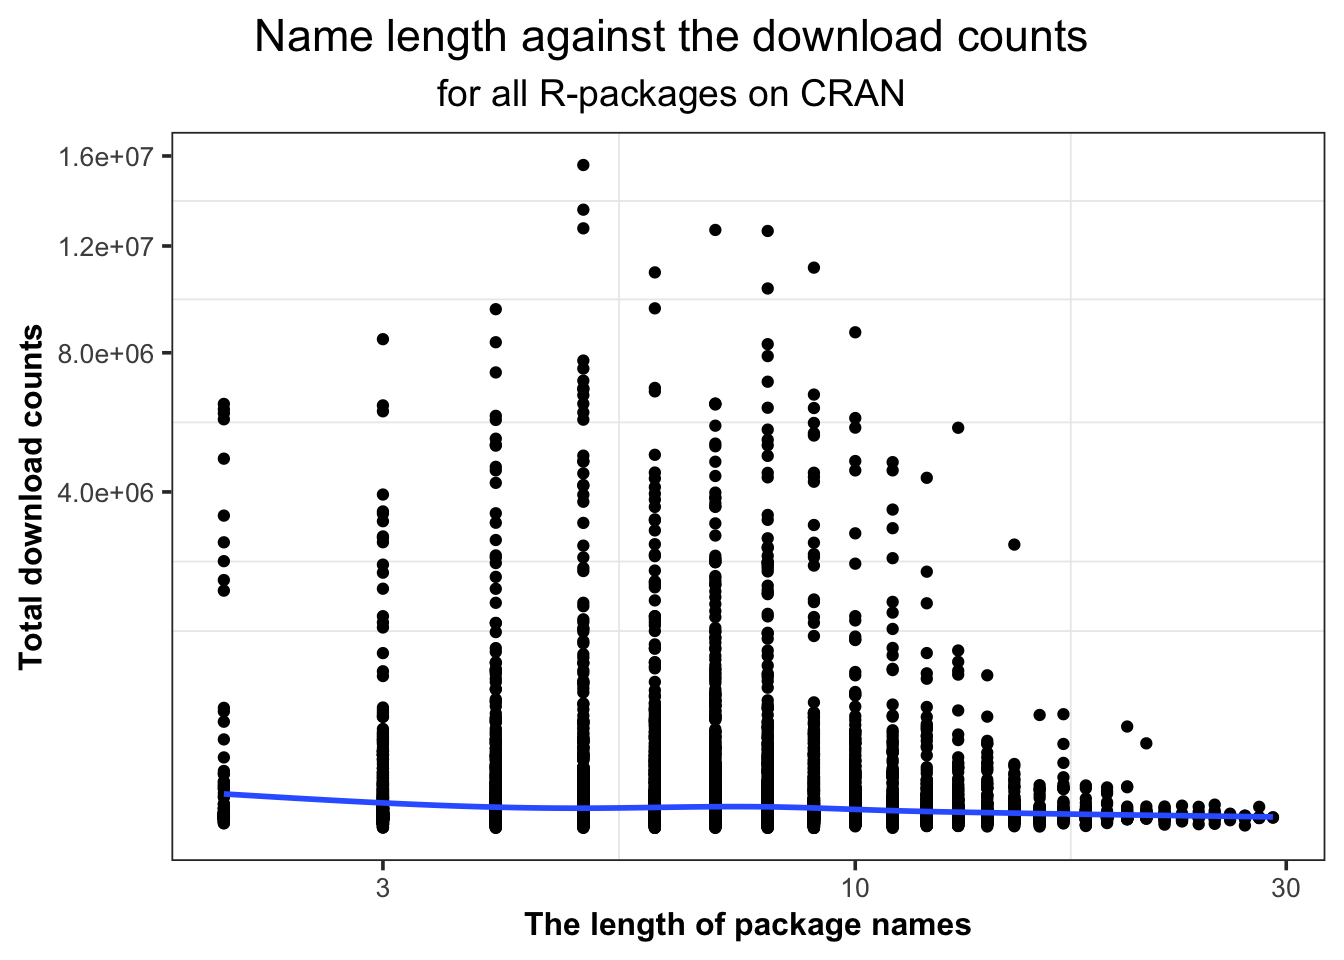 Name length against the download counts
for all R-packages on CRAN
1.6e+07
1.2e+07
8.0e+06
4.0e+06
Total download counts
3
10
30
The length of package names